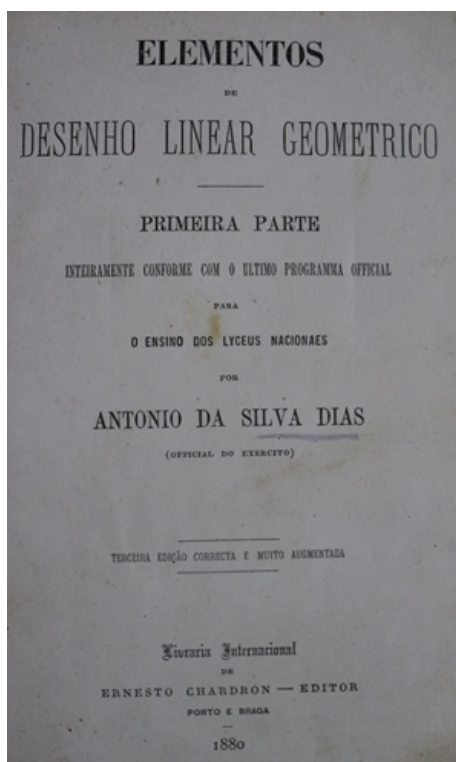 ELEMENTOS
DE
DESENHO LINEAR GEOMETRICO
PRIMEIRA PARTE
INTEIRAMENTE CONFORME COM O ULTIMO PROGRAMMA OFFICIAL
PARA
O ENSINO DOS LYCEUS NACIONAES
POR
ANTONIO DA SILVA DIAS
(OFFICIAL DO EXERCITO)
TERCEIRA EDIÇÃO CORRECTA E MUITO AUGMENTADA
Livraria Internacional
DE
ERNESTO CHARDRON — EDITOR
PORTO E BRAGA
1880